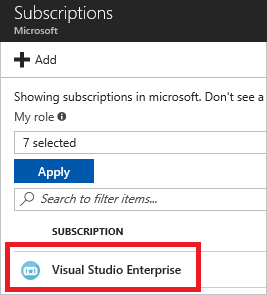 Subscriptions
Microsoft
Add
Showing subscriptions in microsoft. Don't see a
My role
7 selected
Apply
Search to filter items...
SUBSCRIPTION
Visual Studio Enterprise